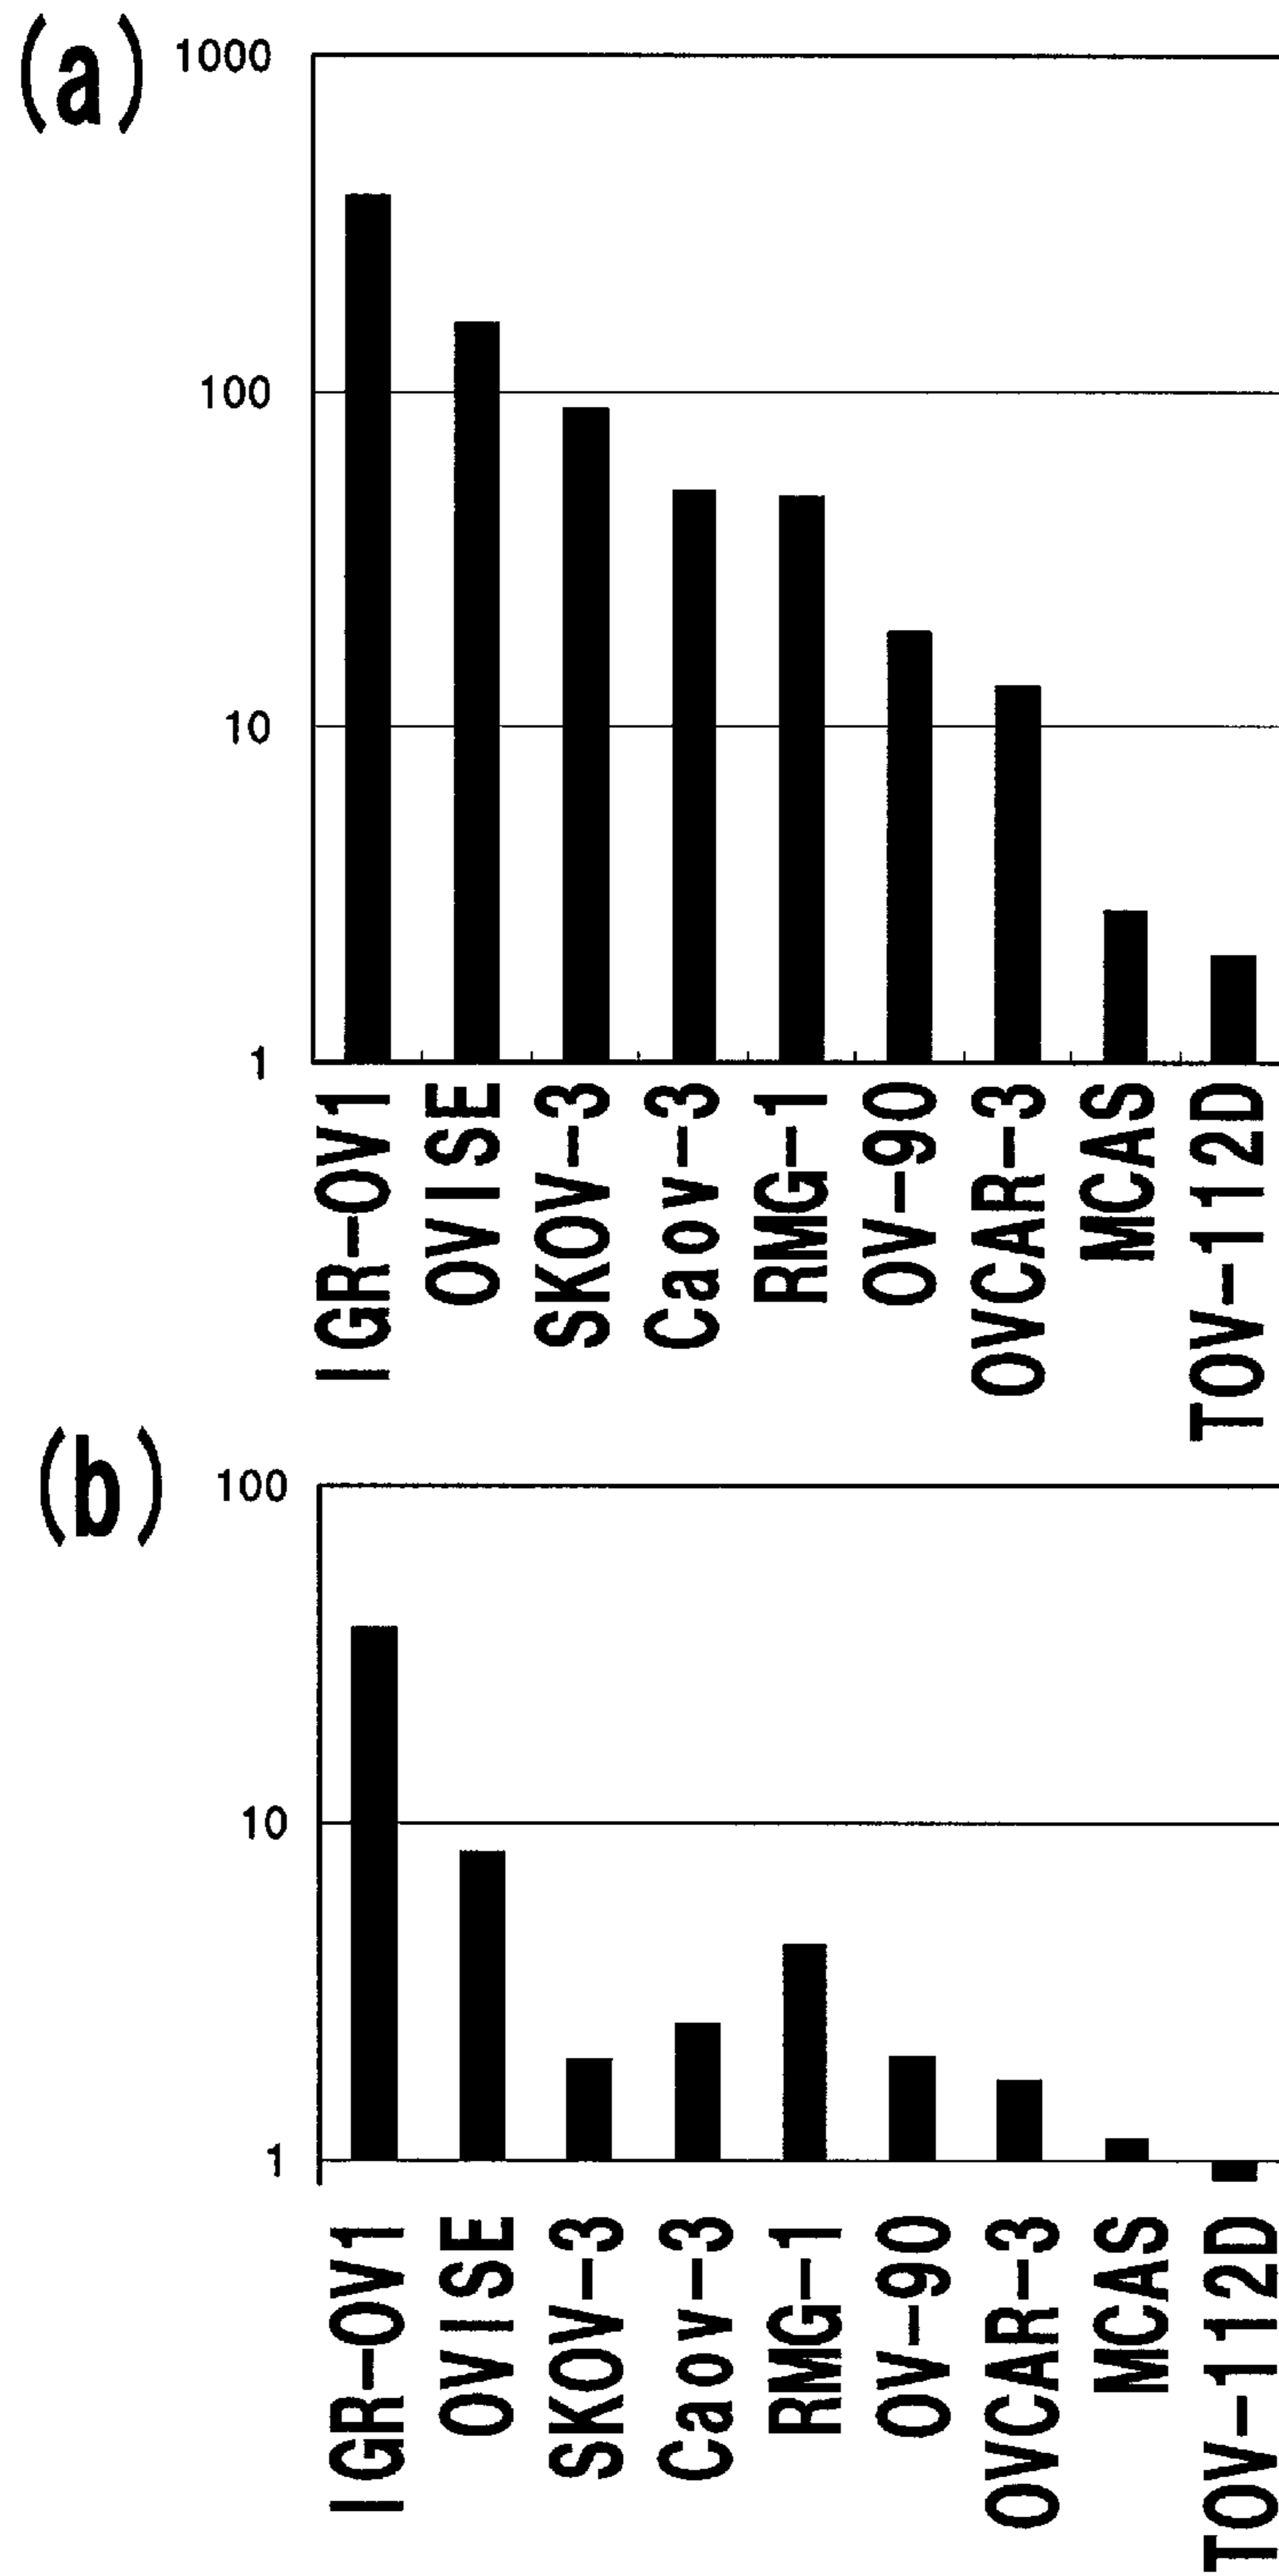 (a)
1000
100
10
1
IGR-OV1
OVISE
SKOV-3
Caov-3
RMG-1
OV-90
OVCAR-3
MCAS
TOV-112D
(b)
100
10
1
IGR-OV1
OVISE
SKOV-3
Caov-3
RMG-1
OV-90
OVCAR-3
MCAS
TOV-112D